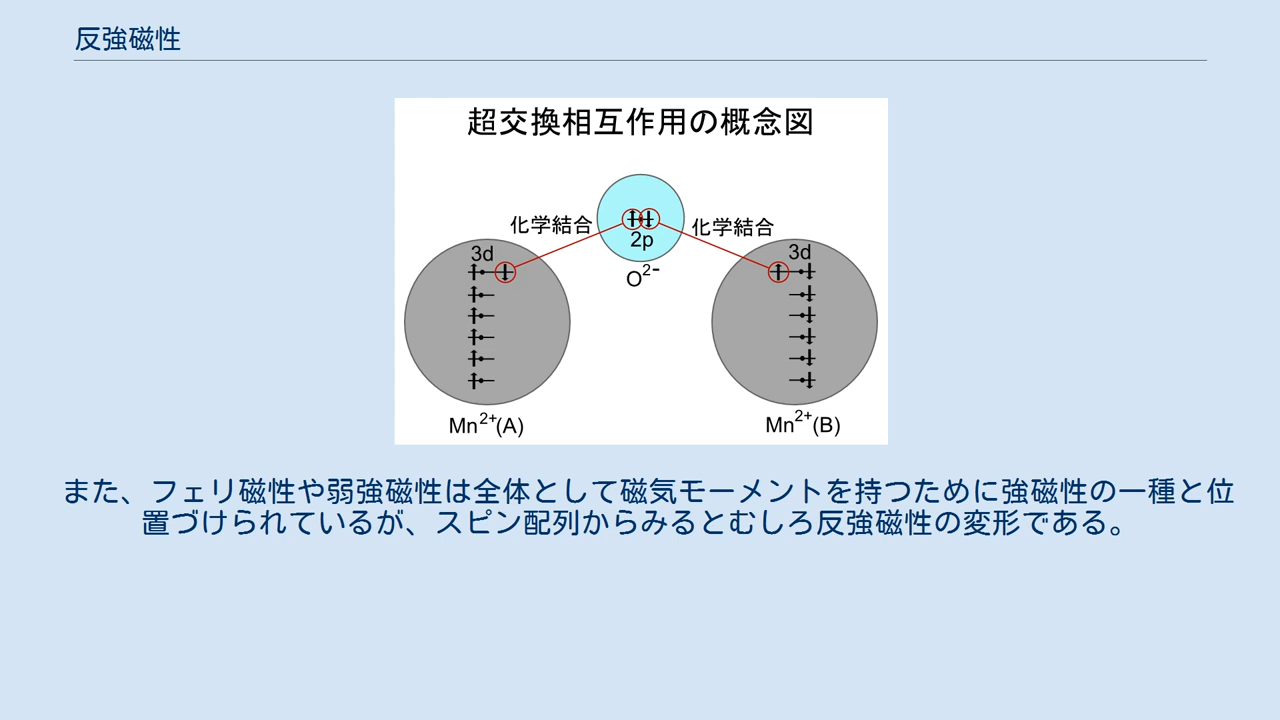 反強磁性
超交換相互作用の概念図
化学結合
化学結合
2p
3d
3d
O²⁻
Mn²⁺(A)
Mn²⁺(B)
また、フェリ磁性や弱強磁性は全体として磁気モーメントを持つために強磁性の一種と位
置づけられているが、スピン配列からみるとむしろ反強磁性の変形である。